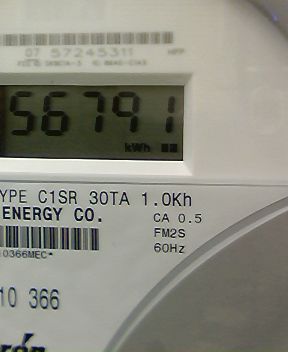 07 57245311
56791
kWh
YPE C1SR 30TA 1.0Kh
ENERGY CO.
CA 0.5
FM2S
60Hz
0366MEC*
10 366
rón